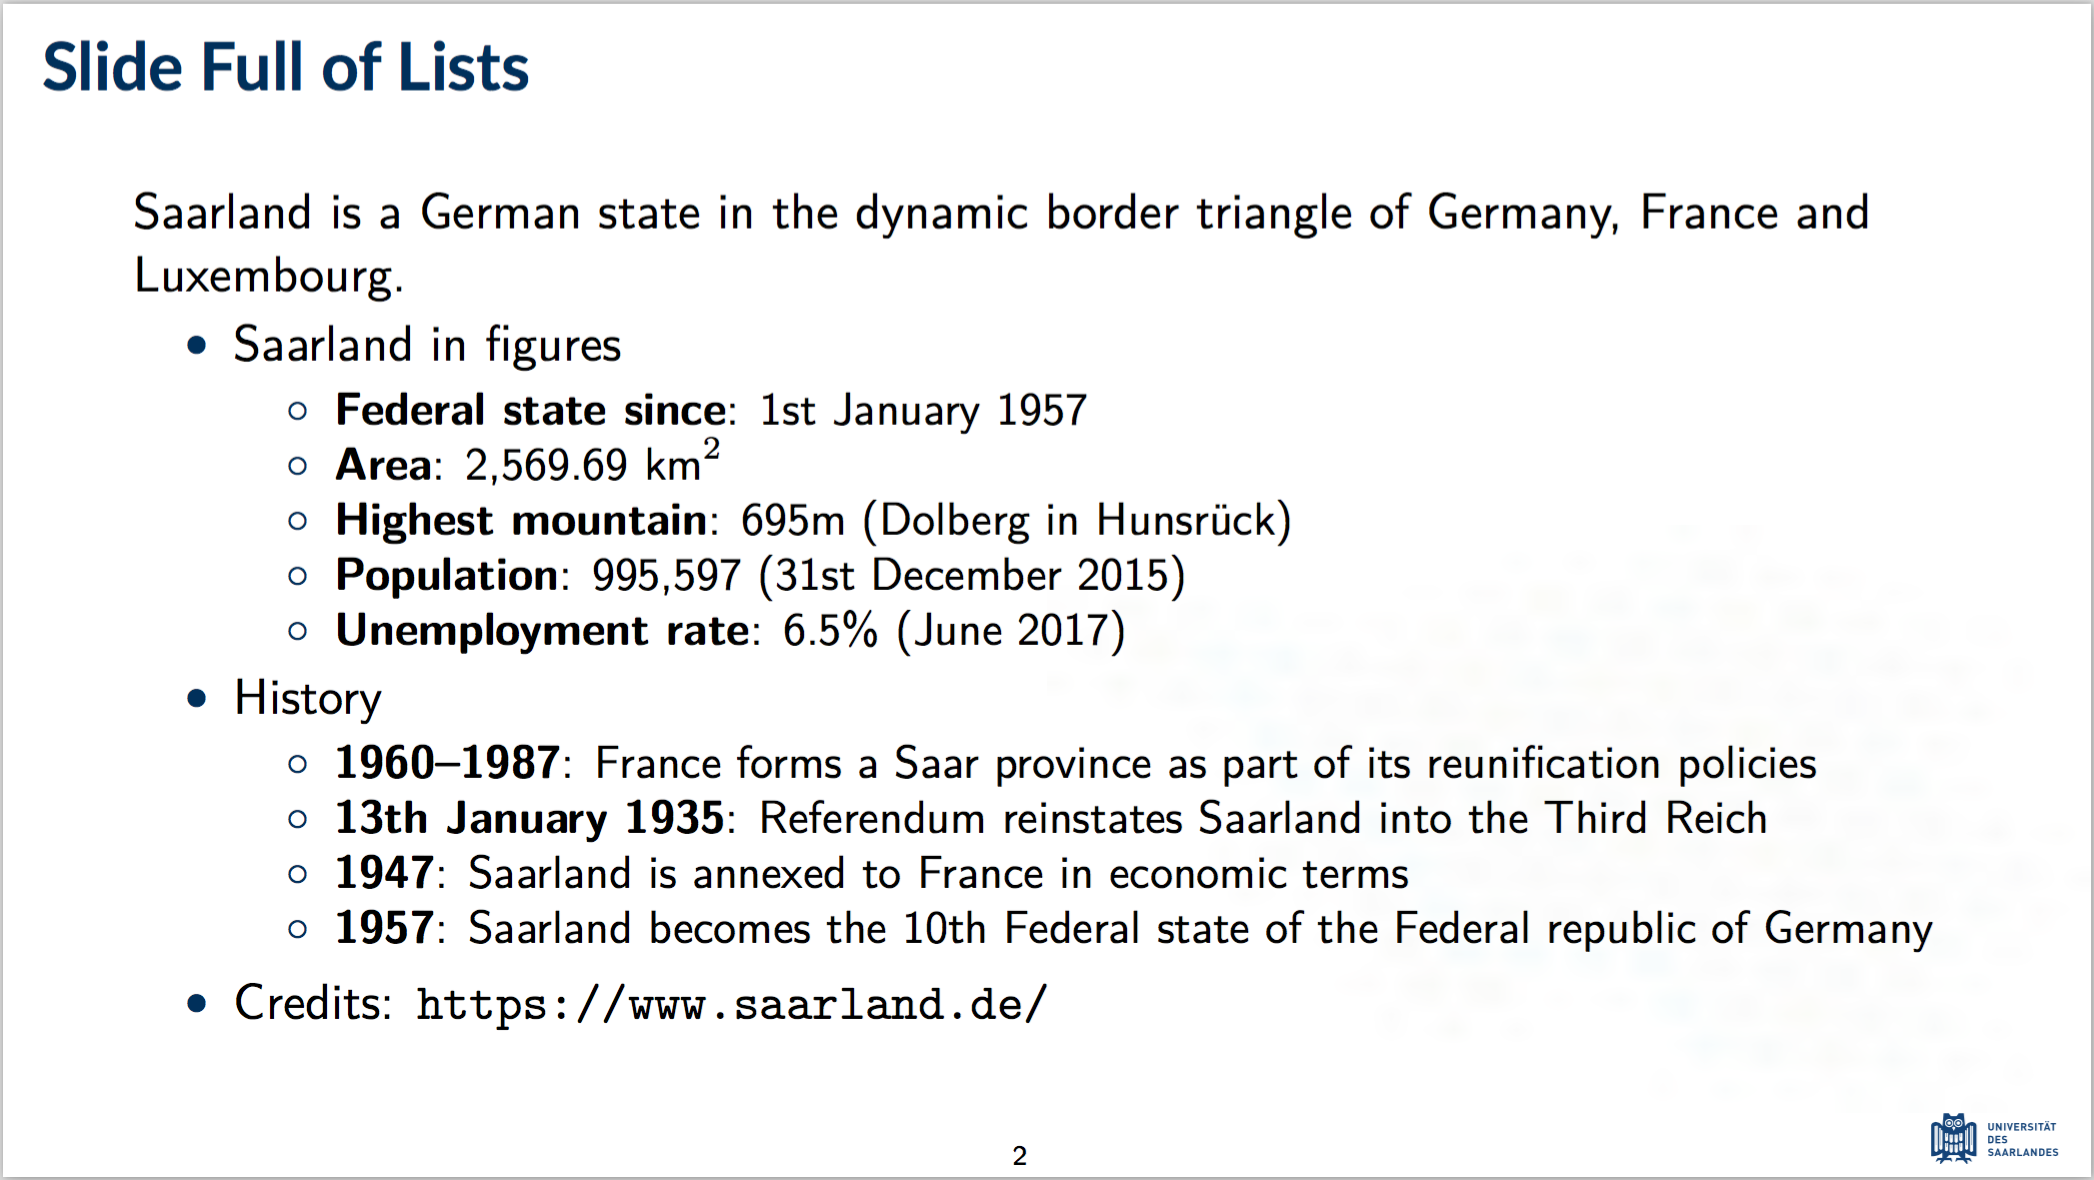 Slide Full of Lists
Saarland is a German state in the dynamic border triangle of Germany, France and
Luxembourg.
• Saarland in figures
○ Federal state since: 1st January 1957
○ Area: 2,569.69 km²
○ Highest mountain: 695m (Dolberg in Hunsrück)
○ Population: 995,597 (31st December 2015)
○ Unemployment rate: 6.5% (June 2017)
• History
○ 1960–1987: France forms a Saar province as part of its reunification policies
○ 13th January 1935: Referendum reinstates Saarland into the Third Reich
○ 1947: Saarland is annexed to France in economic terms
○ 1957: Saarland becomes the 10th Federal state of the Federal republic of Germany
• Credits: https://www.saarland.de/
2
UNIVERSITÄT
DES
SAARLANDES